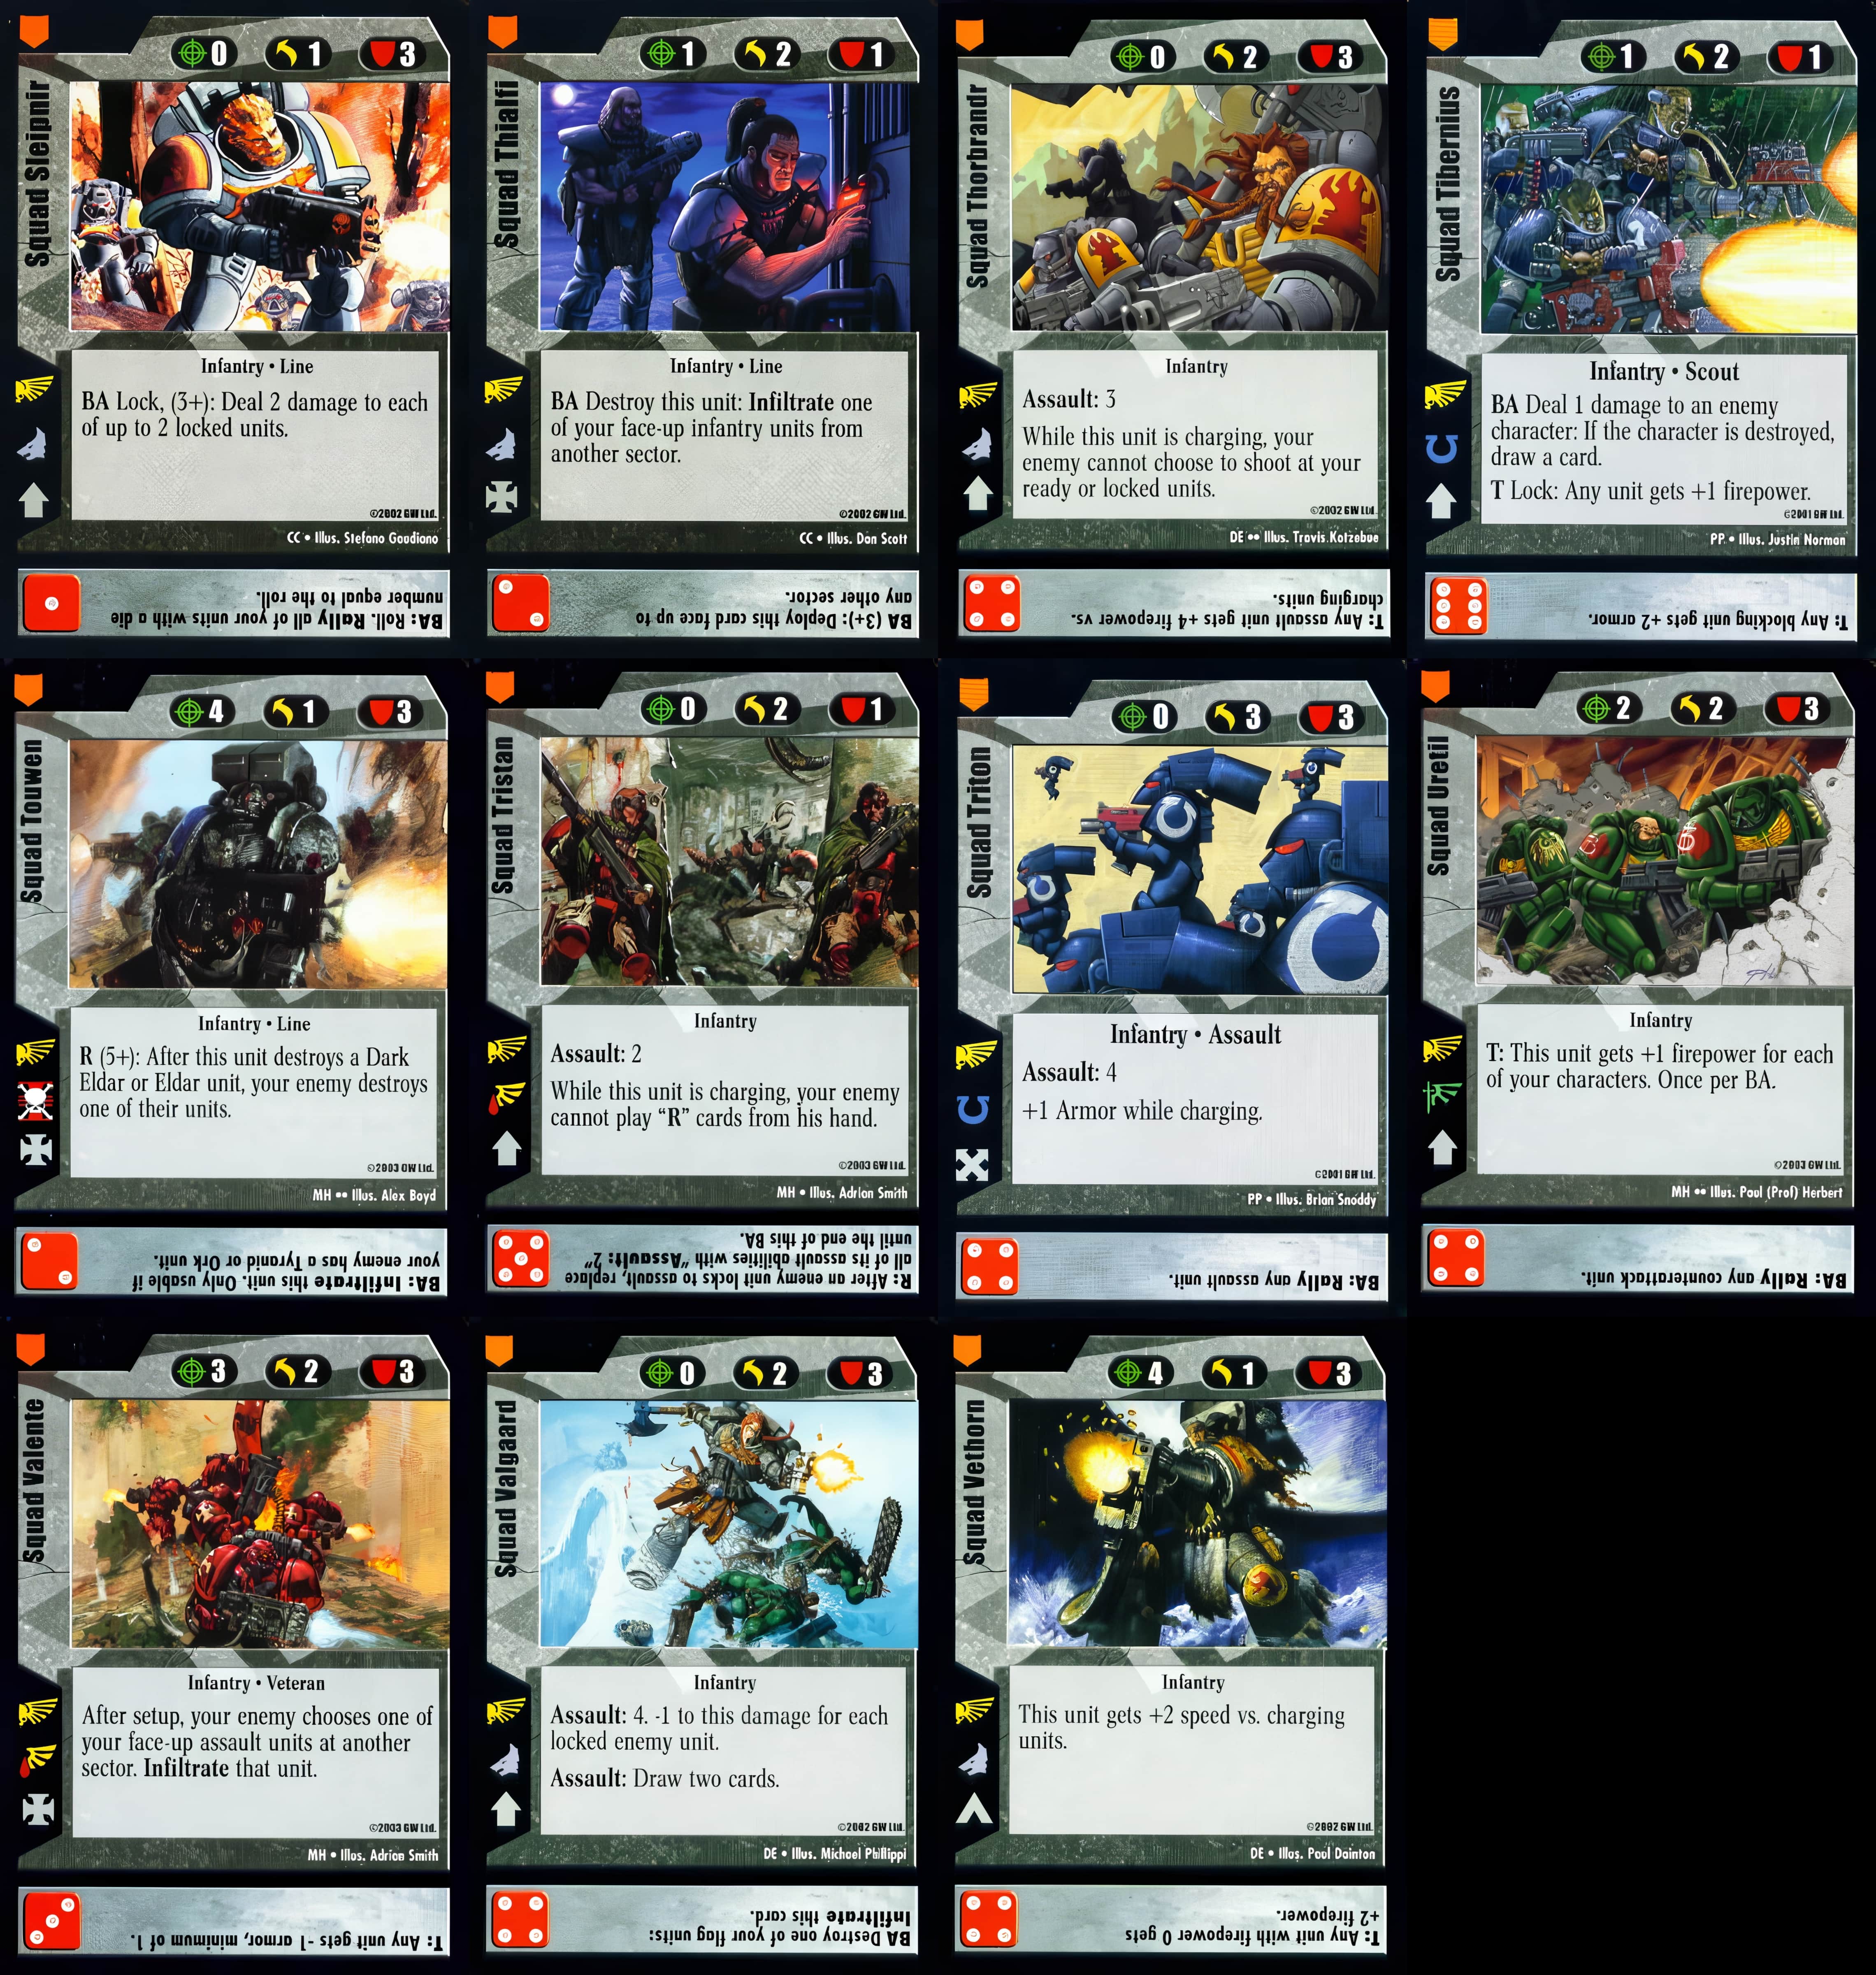 Squad Sleipnir
0 1 3
Infantry • Line
BA Lock, (3+): Deal 2 damage to each
of up to 2 locked units.
©2002 GW Ltd.
CC • Illus. Stefano Gaudiano
BA: Roll. Rally all of your units with a die
number equal to the roll.
Squad Thialfi
1 2 1
Infantry • Line
BA Destroy this unit: Infiltrate one
of your face-up infantry units from
another sector.
©2002 GW Ltd.
CC • Illus. Dan Scott
BA (3+): Deploy this card face up to
any other sector.
Squad Thorbrandr
0 2 3
Infantry
Assault: 3
While this unit is charging, your
enemy cannot choose to shoot at your
ready or locked units.
©2002 GW Ltd.
DE •• Illus. Travis Kotzebue
T: Any assault unit gets +4 firepower vs.
charging units.
Squad Tibernius
1 2 1
Infantry • Scout
BA Deal 1 damage to an enemy
character: If the character is destroyed,
draw a card.
T Lock: Any unit gets +1 firepower.
©2001 GW Ltd.
PP • Illus. Justin Norman
T: Any blocking unit gets +2 armor.
Squad Touwen
4 1 3
Infantry • Line
R (5+): After this unit destroys a Dark
Eldar or Eldar unit, your enemy destroys
one of their units.
©2003 GW Ltd.
MH •• Illus. Alex Boyd
BA: Infiltrate this unit. Only usable if
your enemy has a Tyranid or Ork unit.
Squad Tristan
0 2 1
Infantry
Assault: 2
While this unit is charging, your enemy
cannot play “R” cards from his hand.
©2003 GW Ltd.
MH • Illus. Adrian Smith
R: After an enemy unit locks to assault, replace
all of its assault abilities with “Assault: 2”
until the end of this BA.
Squad Triton
0 3 3
Infantry • Assault
Assault: 4
+1 Armor while charging.
©2001 GW Ltd.
PP • Illus. Brian Snoddy
BA: Rally any assault unit.
Squad Uretil
2 2 3
Infantry
T: This unit gets +1 firepower for each
of your characters. Once per BA.
©2003 GW Ltd.
MH •• Illus. Paul (Prof) Herbert
BA: Rally any counterattack unit.
Squad Valente
3 2 3
Infantry • Veteran
After setup, your enemy chooses one of
your face-up assault units at another
sector. Infiltrate that unit.
©2003 GW Ltd.
MH • Illus. Adrian Smith
T: Any unit gets -1 armor, minimum of 1.
Squad Valgaard
0 2 3
Infantry
Assault: 4. -1 to this damage for each
locked enemy unit.
Assault: Draw two cards.
©2002 GW Ltd.
DE • Illus. Michael Phillippi
BA Destroy one of your flag units:
Infiltrate this card.
Squad Vethorn
4 1 3
Infantry
This unit gets +2 speed vs. charging
units.
©2002 GW Ltd.
DE • Illus. Paul Dainton
T: Any unit with firepower 0 gets
+2 firepower.